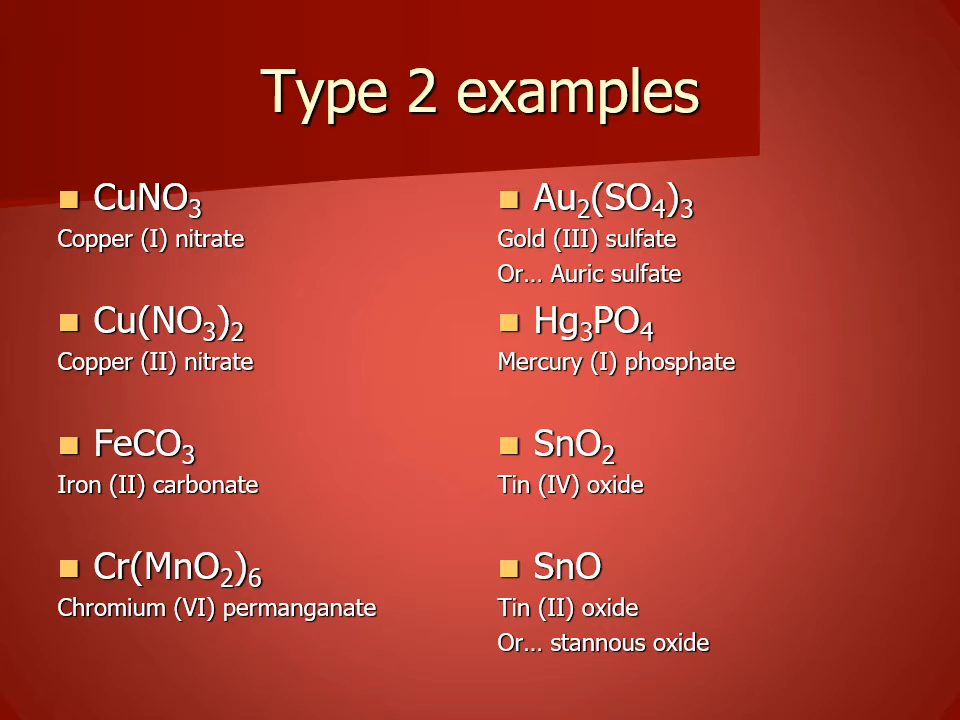 Type 2 examples
CuNO₃
Copper (I) nitrate
Cu(NO₃)₂
Copper (II) nitrate
FeCO₃
Iron (II) carbonate
Cr(MnO₂)₆
Chromium (VI) permanganate
Au₂(SO₄)₃
Gold (III) sulfate
Or... Auric sulfate
Hg₃PO₄
Mercury (I) phosphate
SnO₂
Tin (IV) oxide
SnO
Tin (II) oxide
Or... stannous oxide